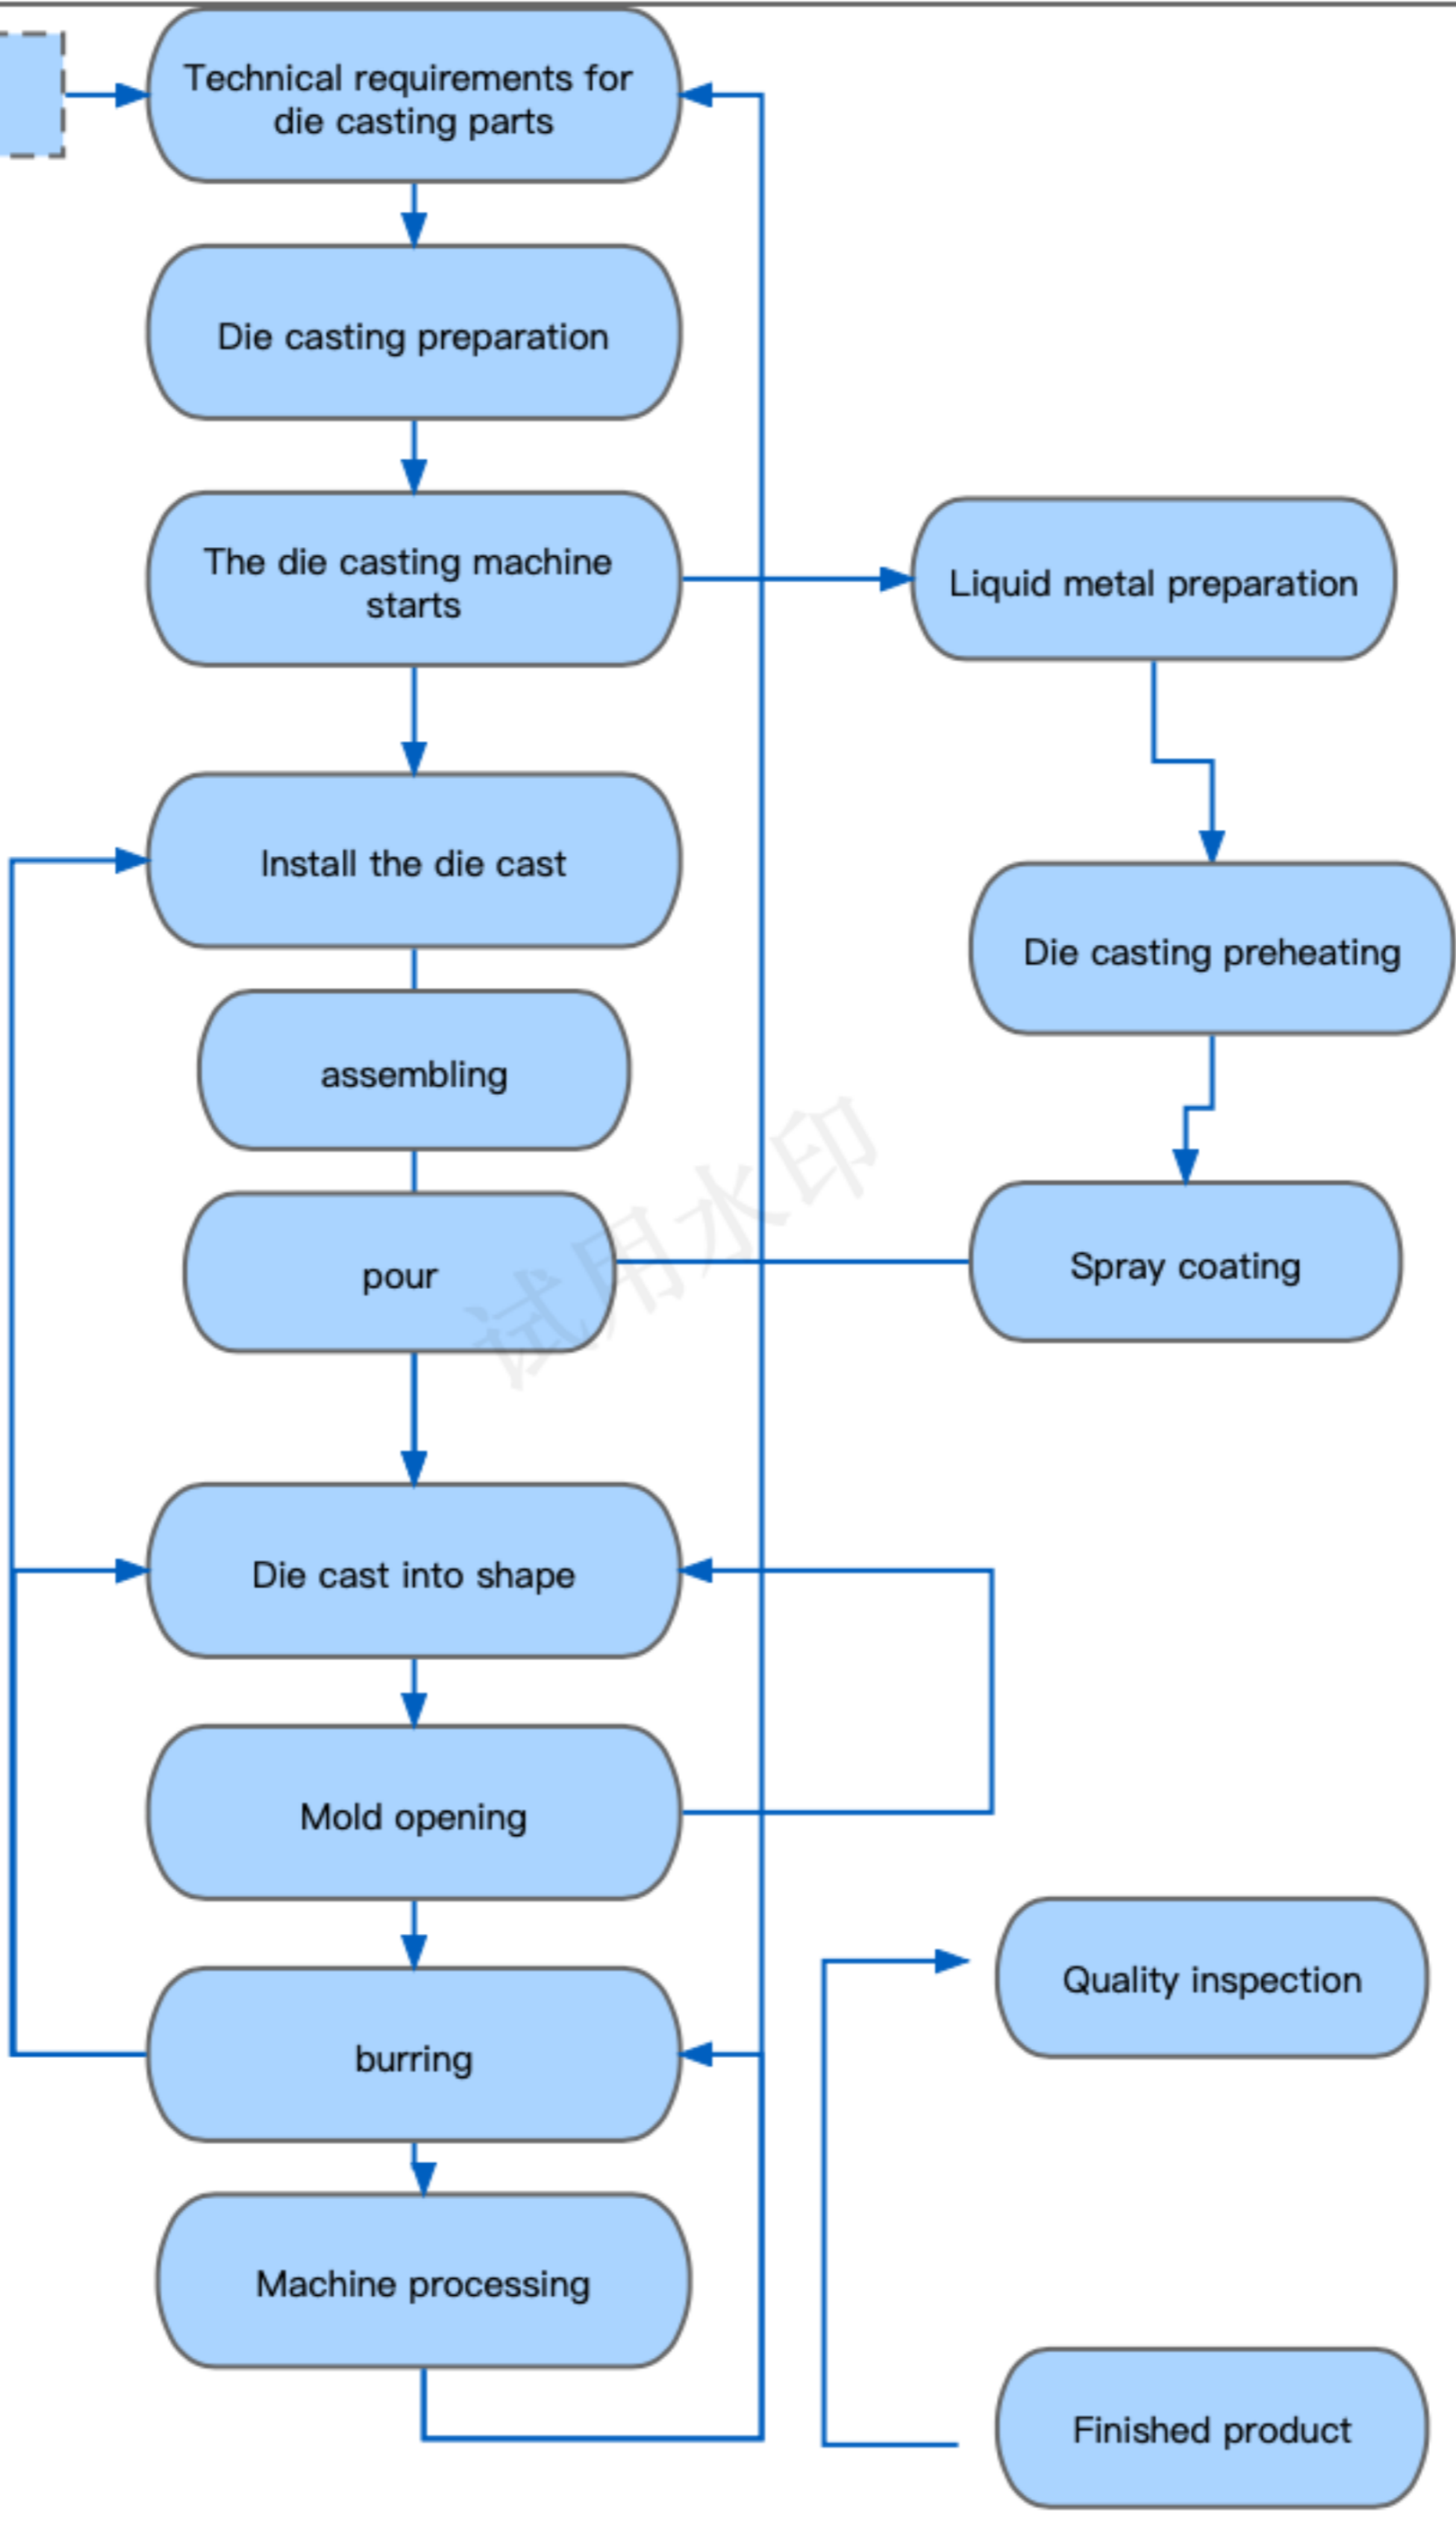 Technical requirements for
die casting parts
Die casting preparation
The die casting machine
starts
Liquid metal preparation
Install the die cast
Die casting preheating
assembling
pour
Spray coating
试用水印
Die cast into shape
Mold opening
Quality inspection
burring
Machine processing
Finished product